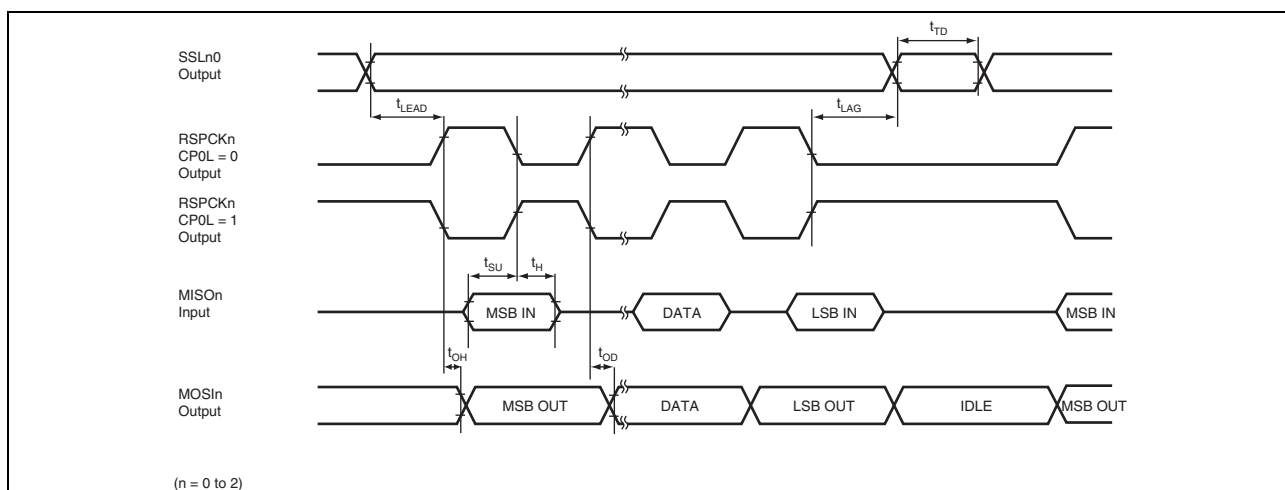 SSLn0
Output
tTD
tLEAD
tLAG
RSPCKn
CP0L = 0
Output
RSPCKn
CP0L = 1
Output
tSU
tH
MISOn
Input
MSB IN
DATA
LSB IN
MSB IN
tOH
tOD
MOSIn
Output
MSB OUT
DATA
LSB OUT
IDLE
MSB OUT
(n = 0 to 2)